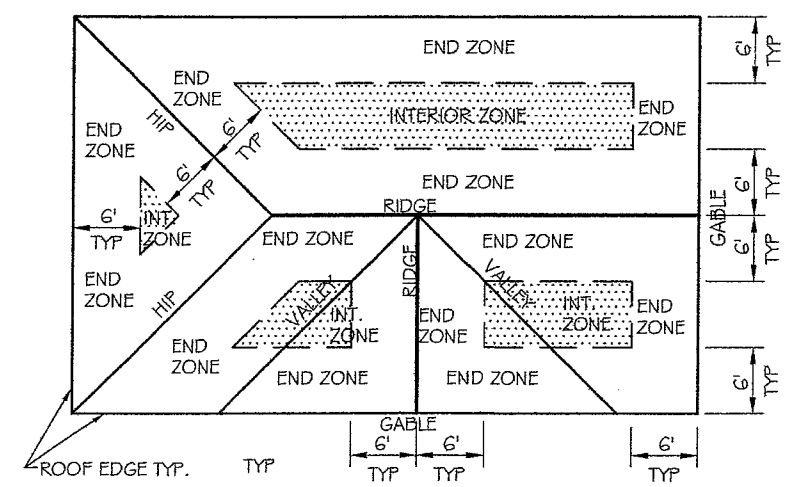 END ZONE
6'
TYP
END
ZONE
HIP
6'
TYP
INTERIOR ZONE
END
ZONE
END
ZONE
6'
TYP
END ZONE
6'
TYP
RIDGE
GABLE
6'
TYP
INT.
ZONE
END ZONE
END ZONE
6'
TYP
RIDGE
VALLEY
VALLEY
END
ZONE
HIP
INT.
ZONE
END
ZONE
INT.
ZONE
END
ZONE
END
ZONE
END ZONE
END ZONE
6'
TYP
GABLE
6'
TYP
6'
TYP
6'
TYP
ROOF EDGE TYP.
TYP